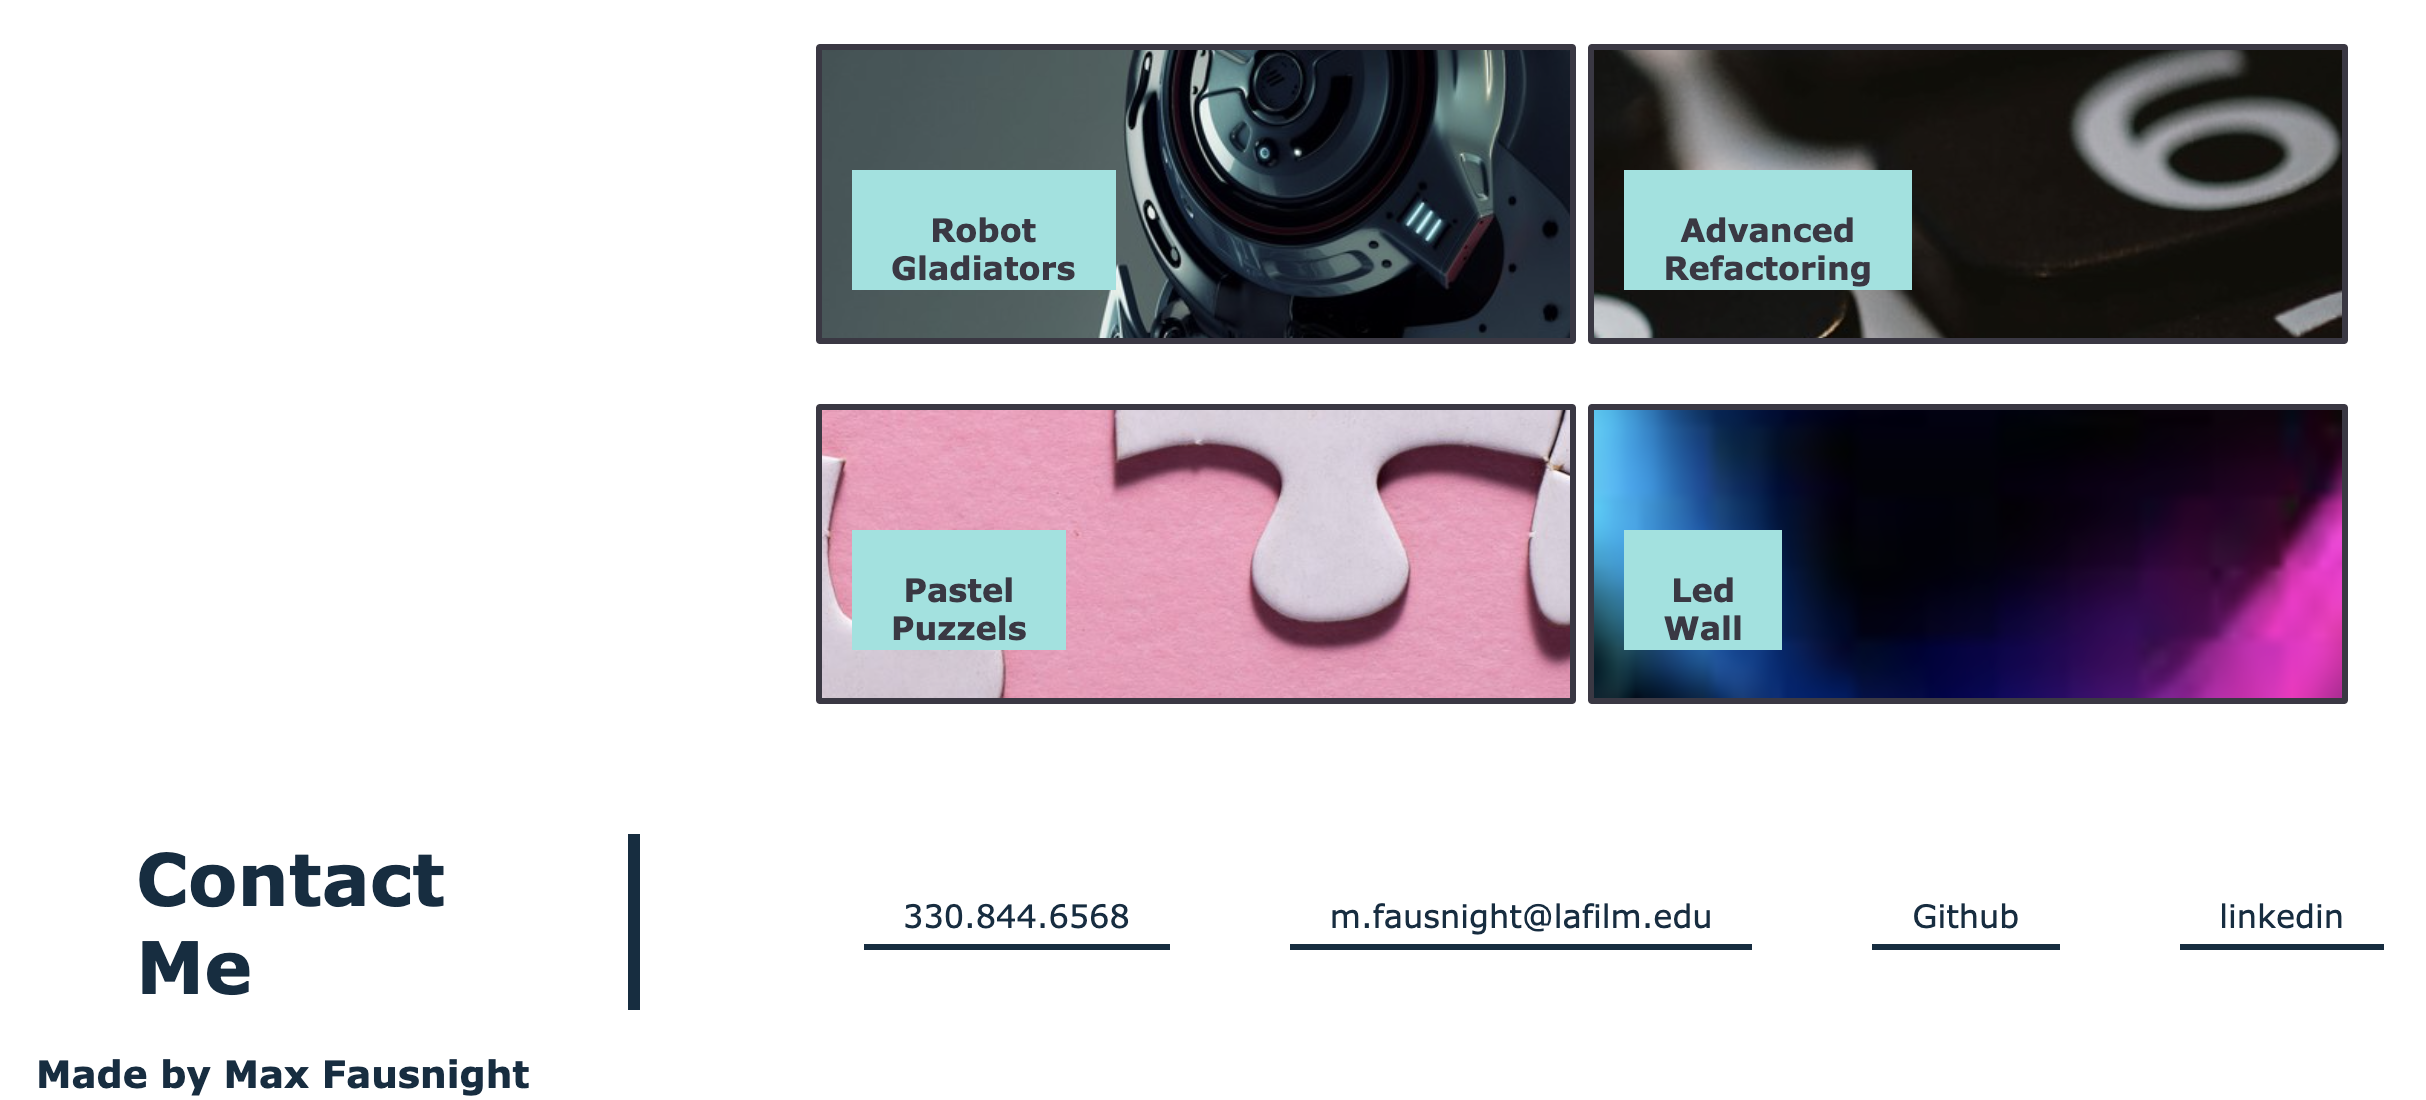 Robot
Gladiators
Advanced
Refactoring
6
Pastel
Puzzels
Led
Wall
Contact
Me
330.844.6568
m.fausnight@lafilm.edu
Github
linkedin
Made by Max Fausnight